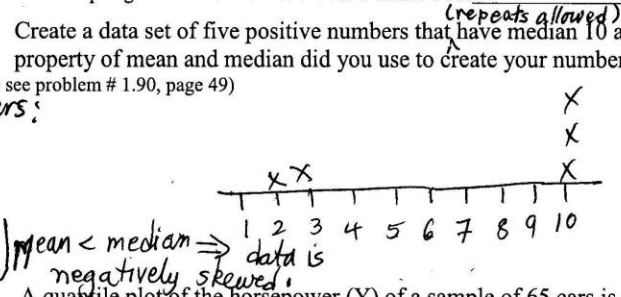 (repeats allowed)
Create a data set of five positive numbers that have median 10 a
property of mean and median did you use to create your number
see problem # 1.90, page 49)
ers:
X
X
X X X
1 2 3 4 5 6 7 8 9 10
Mean < median ⇒ data is
negatively skewed.
A quantile plot of the horsepower (Y) of a sample of 65 cars is